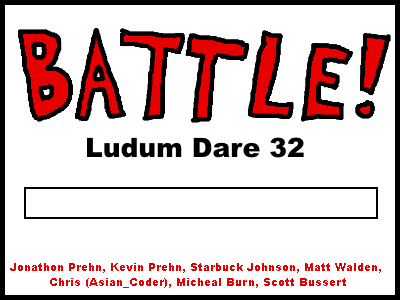 BATTLE!
Ludum Dare 32
Jonathon Prehn, Kevin Prehn, Starbuck Johnson, Matt Walden,
Chris (Asian_Coder), Micheal Burn, Scott Bussert